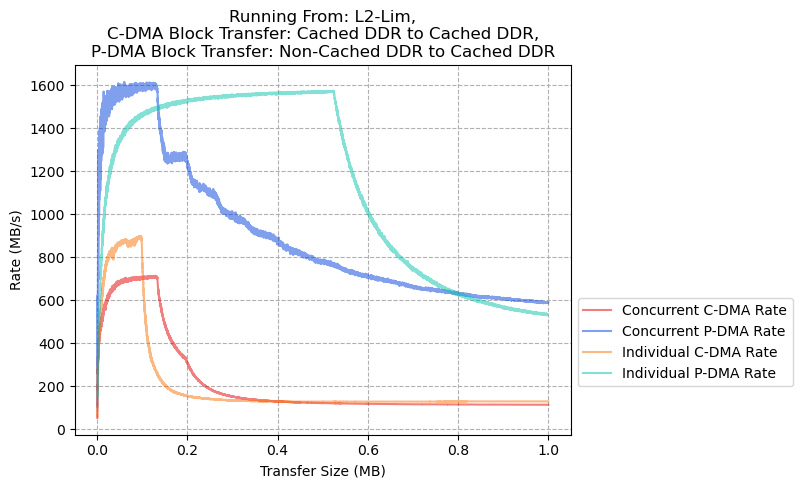 Running From: L2-Lim,
C-DMA Block Transfer: Cached DDR to Cached DDR,
P-DMA Block Transfer: Non-Cached DDR to Cached DDR
1600
1400
1200
1000
800
600
400
200
0
Rate (MB/s)
0.0 0.2 0.4 0.6 0.8 1.0
Transfer Size (MB)
Concurrent C-DMA Rate
Concurrent P-DMA Rate
Individual C-DMA Rate
Individual P-DMA Rate